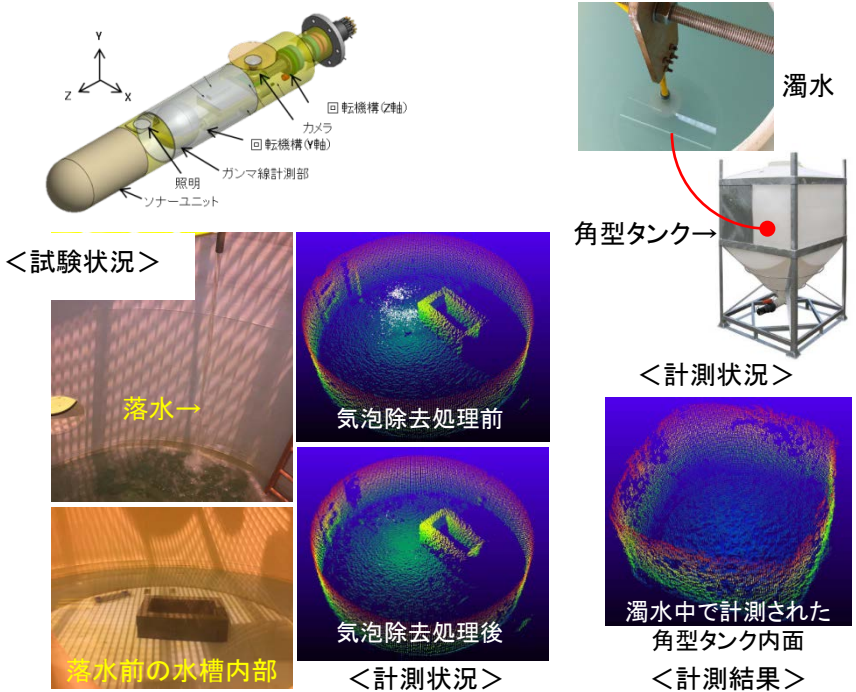 Y
Z
X
回転機構(Z軸)
カメラ
回転機構(Y軸)
ガンマ線計測部
照明
ソナーユニット
濁水
角型タンク→
<計測状況>
<試験状況>
落水→
落水前の水槽内部
気泡除去処理前
気泡除去処理後
<計測状況>
濁水中で計測された
角型タンク内面
<計測結果>